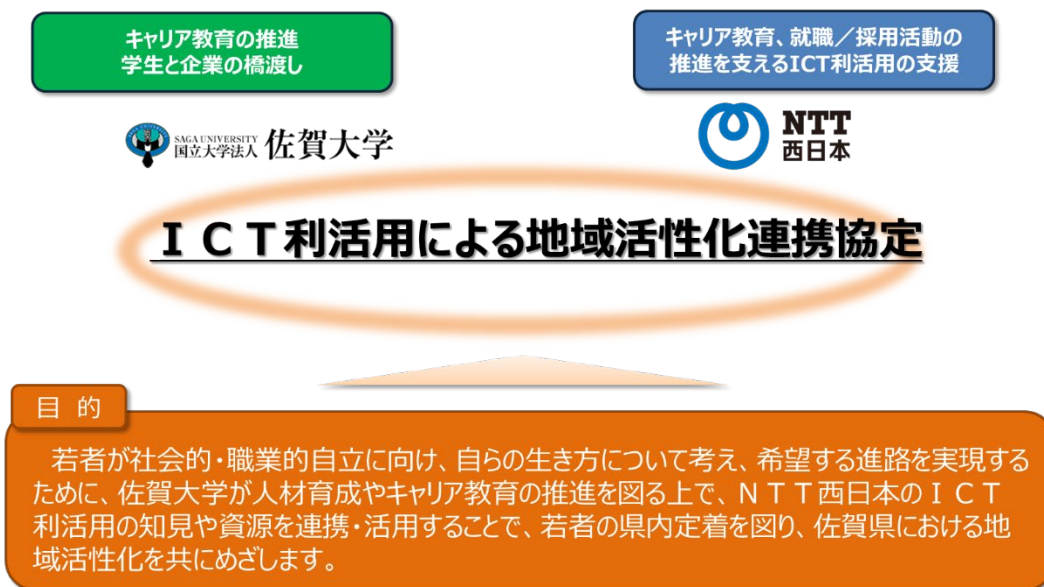 キャリア教育の推進
学生と企業の橋渡し
キャリア教育、就職／採用活動の
推進を支えるICT利活用の支援
SAGA UNIVERSITY
国立大学法人 佐賀大学
NTT
西日本
ＩＣＴ利活用による地域活性化連携協定
目 的
若者が社会的・職業的自立に向け、自らの生き方について考え、希望する進路を実現する
ために、佐賀大学が人材育成やキャリア教育の推進を図る上で、ＮＴＴ西日本のＩＣＴ
利活用の知見や資源を連携・活用することで、若者の県内定着を図り、佐賀県における地
域活性化を共にめざします。